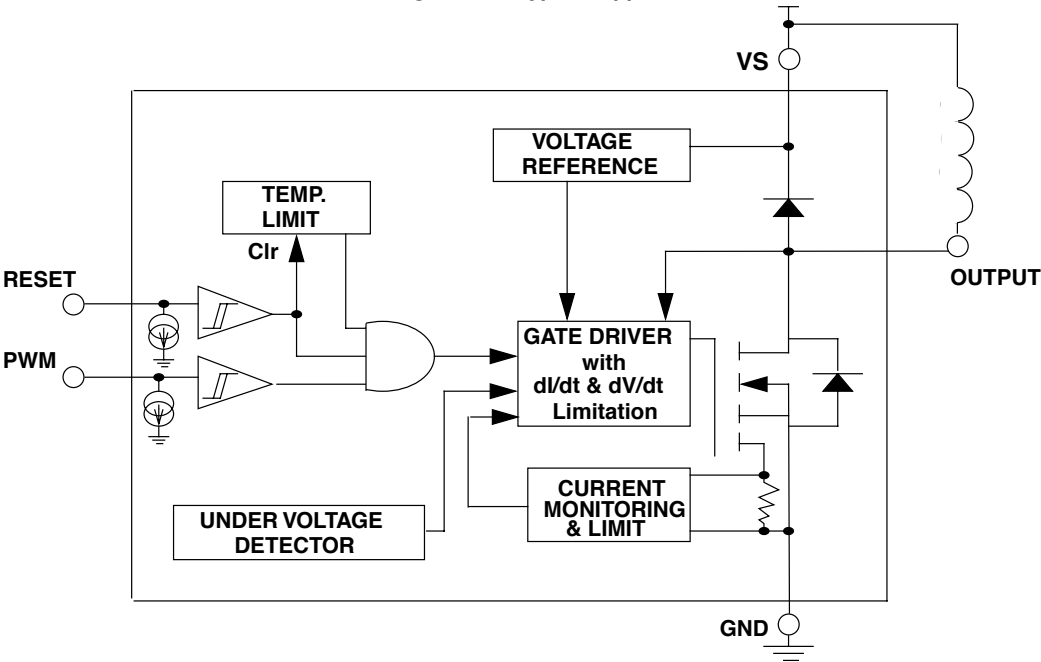 VS
VOLTAGE
REFERENCE
TEMP.
LIMIT
Clr
RESET
OUTPUT
PWM
GATE DRIVER
with
dI/dt & dV/dt
Limitation
CURRENT
MONITORING
& LIMIT
UNDER VOLTAGE
DETECTOR
GND